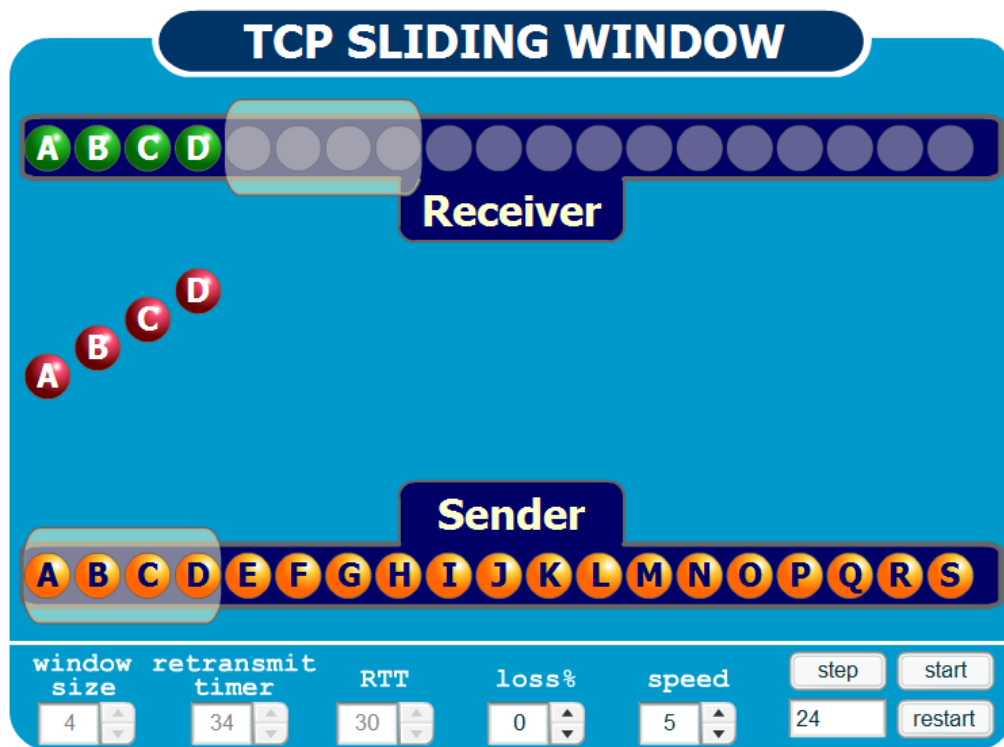 TCP SLIDING WINDOW
A B C D
Receiver
D
C
B
A
Sender
A B C D E F G H I J K L M N O P Q R S
window size retransmit timer RTT loss% speed step start
4 34 30 0 5 24 restart